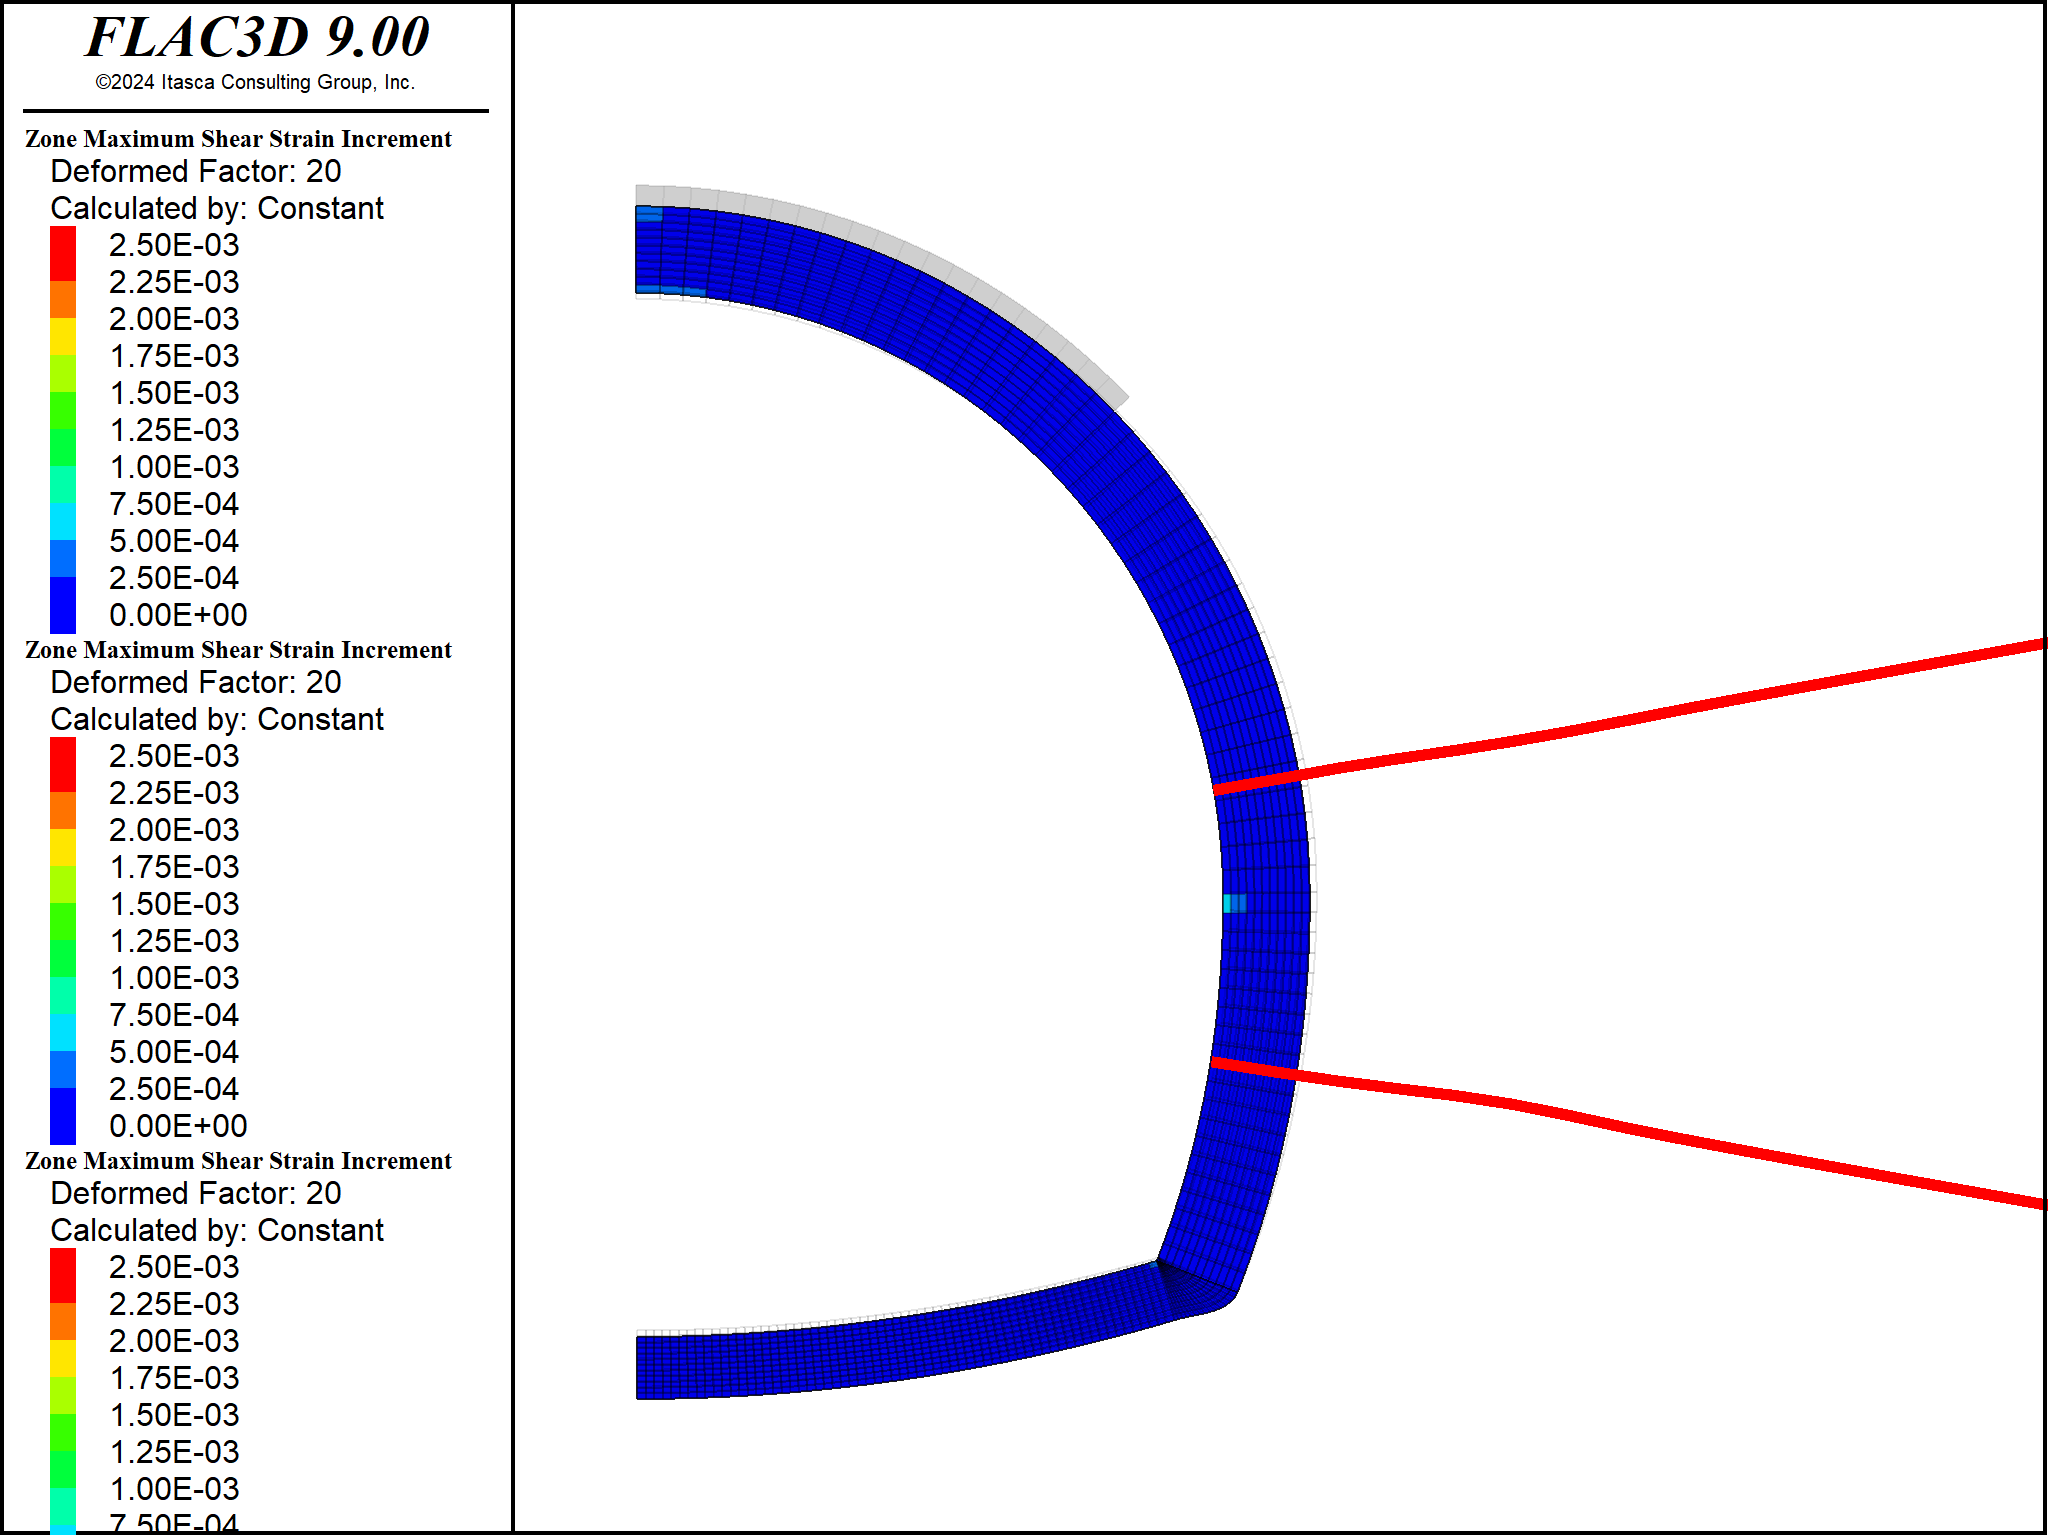 FLAC3D 9.00
©2024 Itasca Consulting Group, Inc.
Zone Maximum Shear Strain Increment
Deformed Factor: 20
Calculated by: Constant
2.50E-03
2.25E-03
2.00E-03
1.75E-03
1.50E-03
1.25E-03
1.00E-03
7.50E-04
5.00E-04
2.50E-04
0.00E+00
Zone Maximum Shear Strain Increment
Deformed Factor: 20
Calculated by: Constant
2.50E-03
2.25E-03
2.00E-03
1.75E-03
1.50E-03
1.25E-03
1.00E-03
7.50E-04
5.00E-04
2.50E-04
0.00E+00
Zone Maximum Shear Strain Increment
Deformed Factor: 20
Calculated by: Constant
2.50E-03
2.25E-03
2.00E-03
1.75E-03
1.50E-03
1.25E-03
1.00E-03
7.50E-04